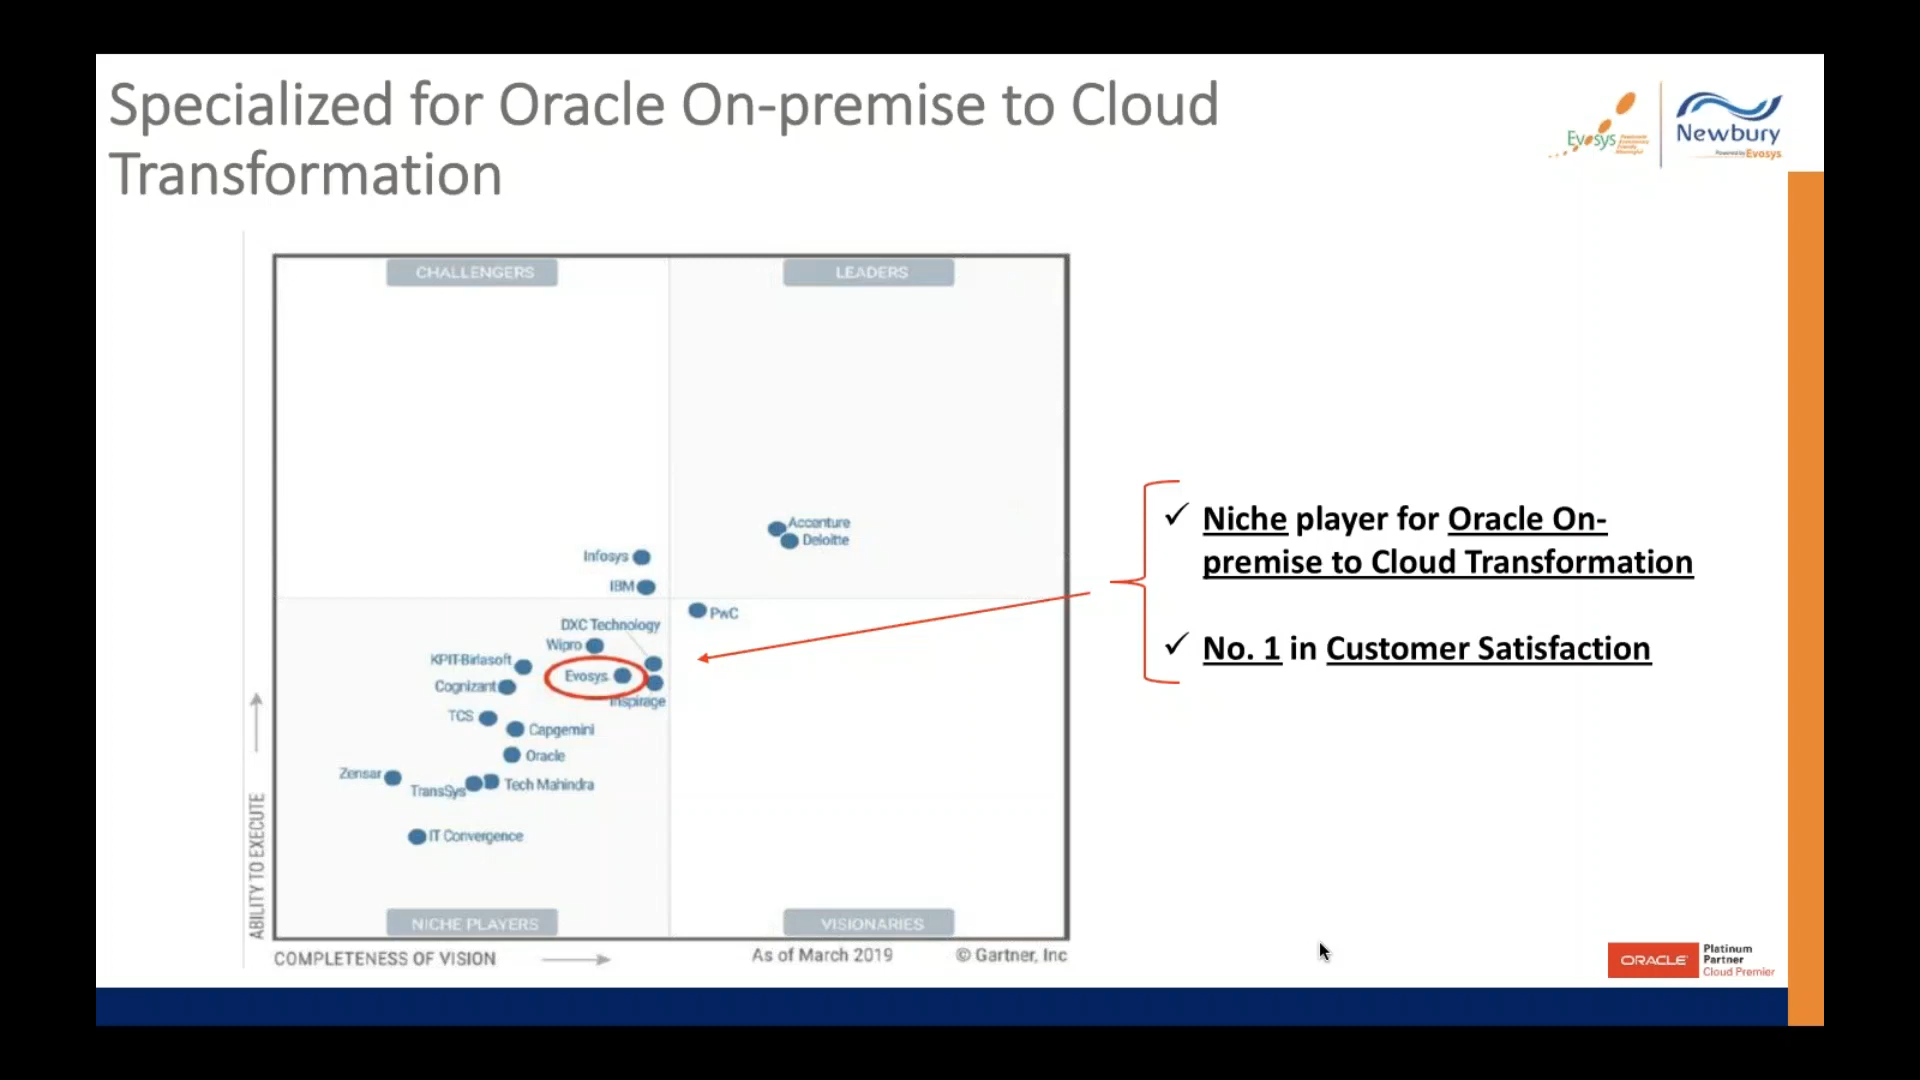 Specialized for Oracle On-premise to Cloud
Transformation
Evosys
Newbury
Powered by Evosys
CHALLENGERS
LEADERS
Accenture
Deloitte
Infosys
IBM
PwC
DXC Technology
Wipro
KPIT-Birlasoft
Evosys
Cognizant
Inspirage
TCS
Capgemini
Oracle
Zensar
TransSys
Tech Mahindra
IT Convergence
NICHE PLAYERS
VISIONARIES
ABILITY TO EXECUTE
COMPLETENESS OF VISION
As of March 2019
© Gartner, Inc
✓ Niche player for Oracle On-
premise to Cloud Transformation
✓ No. 1 in Customer Satisfaction
ORACLE
Platinum
Partner
Cloud Premier